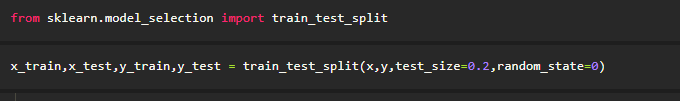 from sklearn.model_selection import train_test_split
x_train,x_test,y_train,y_test = train_test_split(x,y,test_size=0.2,random_state=0)